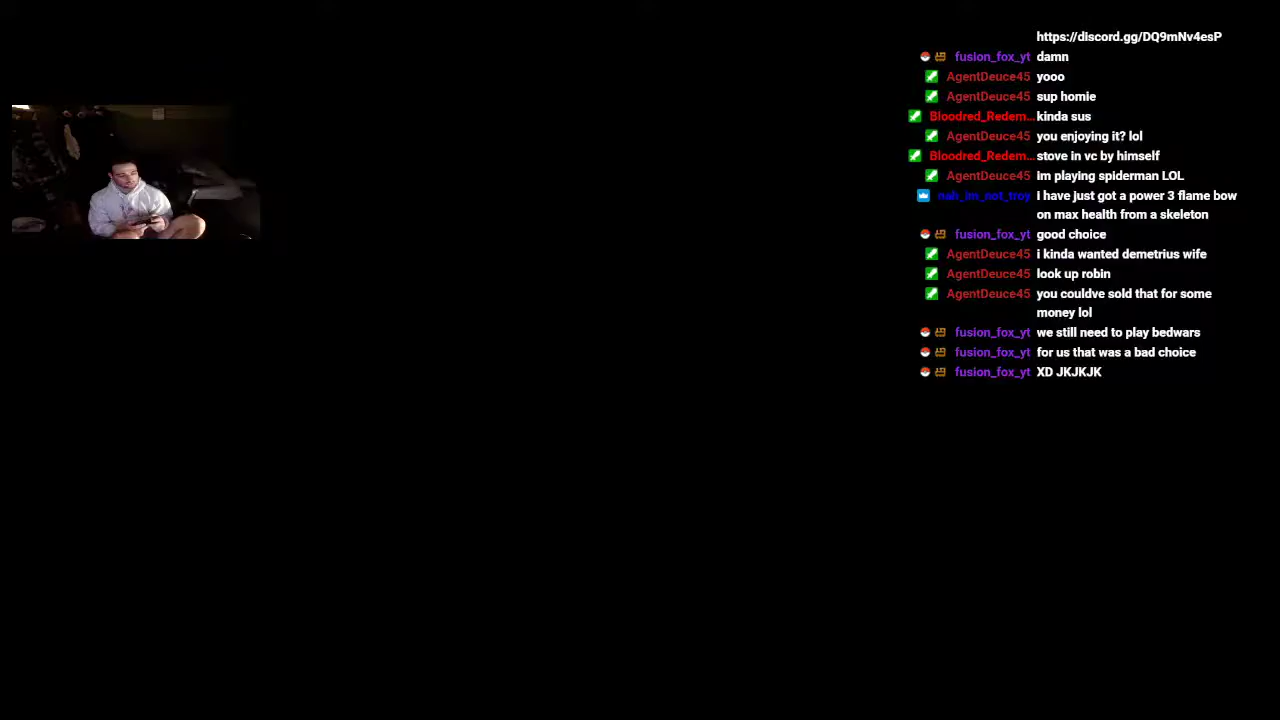 https://discord.gg/DQ9mNv4esP
fusion_fox_yt damn
AgentDeuce45 yooo
AgentDeuce45 sup homie
Bloodred_Redem... kinda sus
AgentDeuce45 you enjoying it? lol
Bloodred_Redem... stove in vc by himself
AgentDeuce45 im playing spiderman LOL
nah_im_not_troy i have just got a power 3 flame bow
on max health from a skeleton
fusion_fox_yt good choice
AgentDeuce45 i kinda wanted demetrius wife
AgentDeuce45 look up robin
AgentDeuce45 you couldve sold that for some
money lol
fusion_fox_yt we still need to play bedwars
fusion_fox_yt for us that was a bad choice
fusion_fox_yt XD JKJKJK